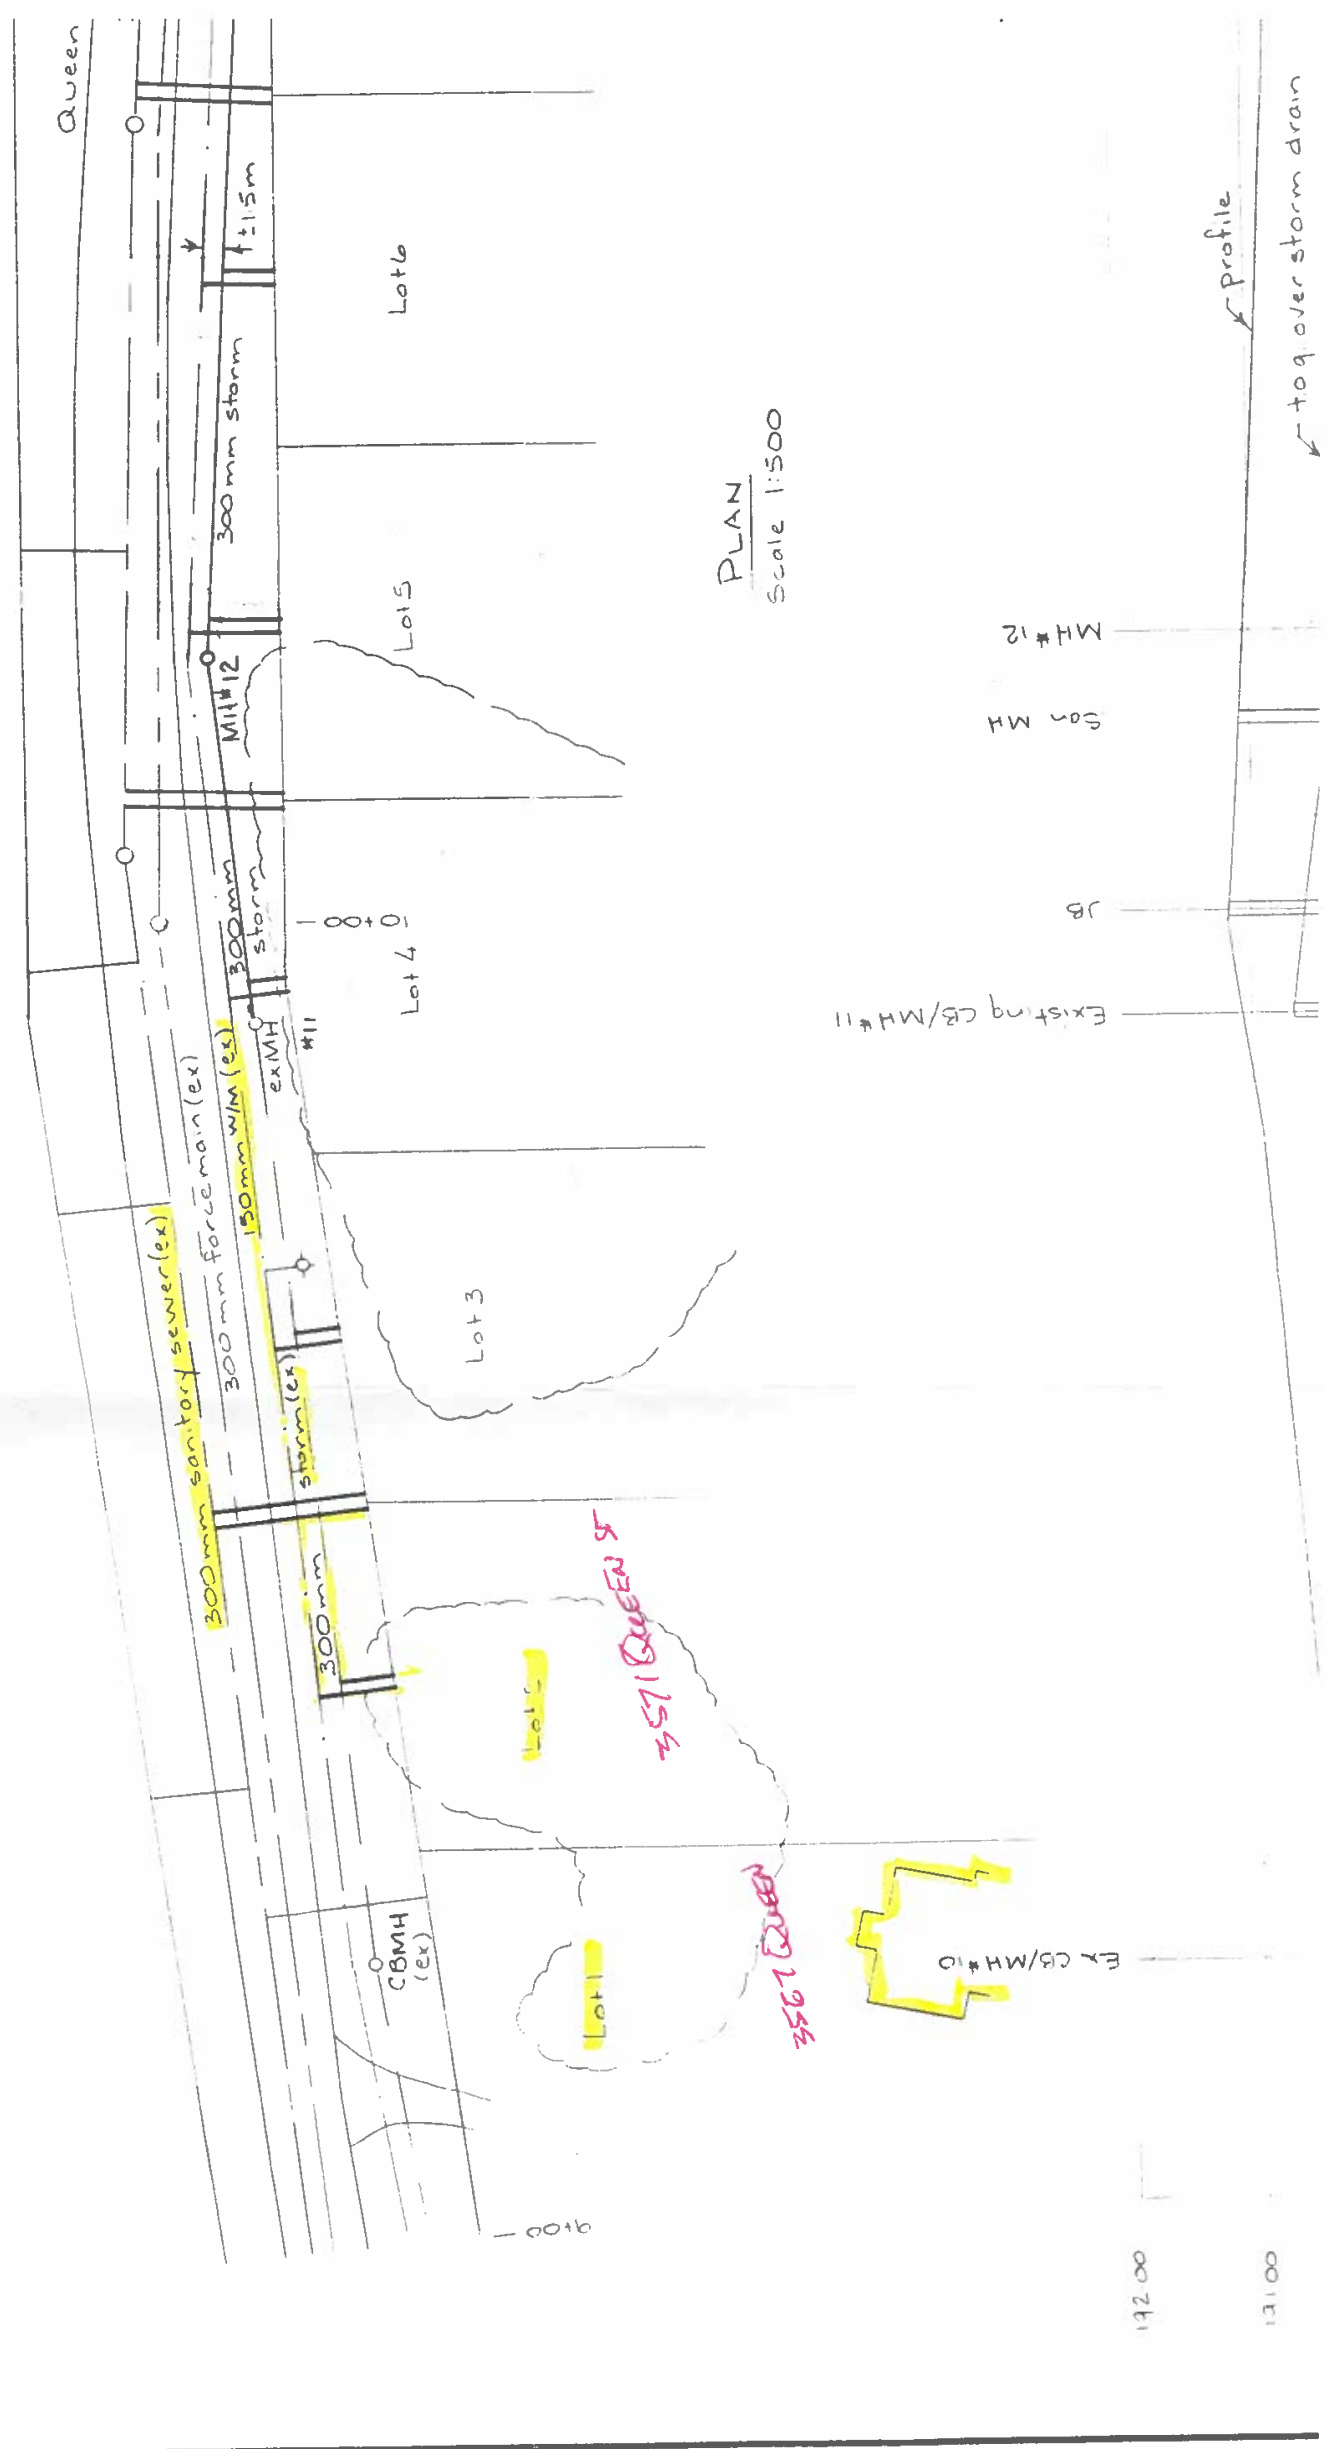 Queen
±1.5m
Lot 6
300mm storm
profile
t.o.g. over storm drain
PLAN
Scale 1:500
Lot 5
MH#12
MH#12
San MH
300mm
storm
10+00
Lot 4
JB
exMH
#11
Existing CB/MH#11
150mm W/M (ex)
300mm forcemain (ex)
300mm sanitary sewer (ex)
Lot 3
storm (ex)
300mm
3571 QUEEN ST
3567 QUEEN
Lot 1
CBMH
(ex)
Ex CB/MH#10
9+00
192.00
191.00